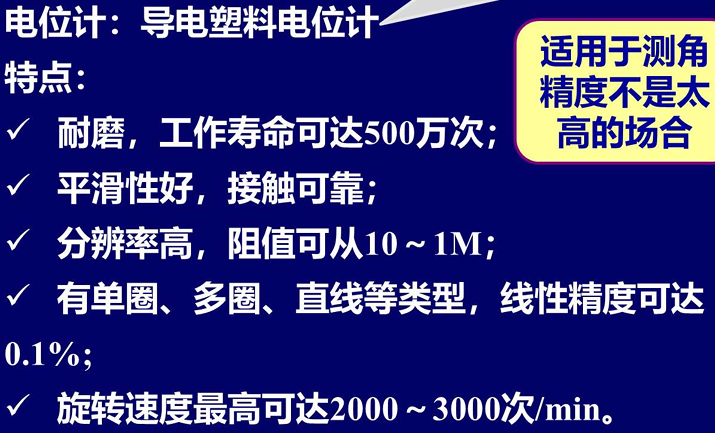 电位计：导电塑料电位计
特点：
✓ 耐磨，工作寿命可达500万次；
✓ 平滑性好，接触可靠；
✓ 分辨率高，阻值可从10～1M；
✓ 有单圈、多圈、直线等类型，线性精度可达
0.1%；
✓ 旋转速度最高可达2000～3000次/min。
适用于测角
精度不是太
高的场合